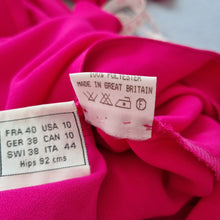 100% POLYESTER
MADE IN GREAT BRITAIN
FRA 40 USA 10
GER 38 CAN 10
SWI 38 ITA 44
Hips 92 cms